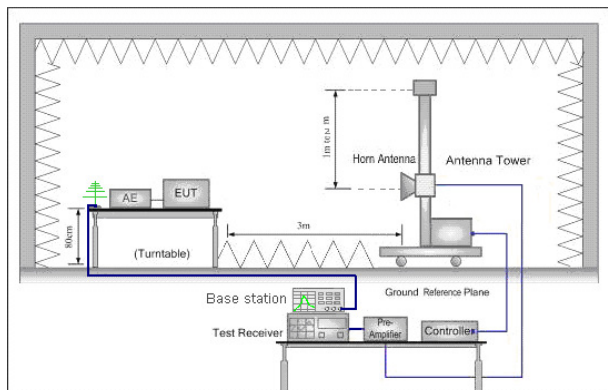 1m to 4 m
Horn Antenna
Antenna Tower
AE
EUT
80cm
(Turntable)
3m
Base station
Ground Reference Plane
Test Receiver
Pre-
Amplifier
Controller